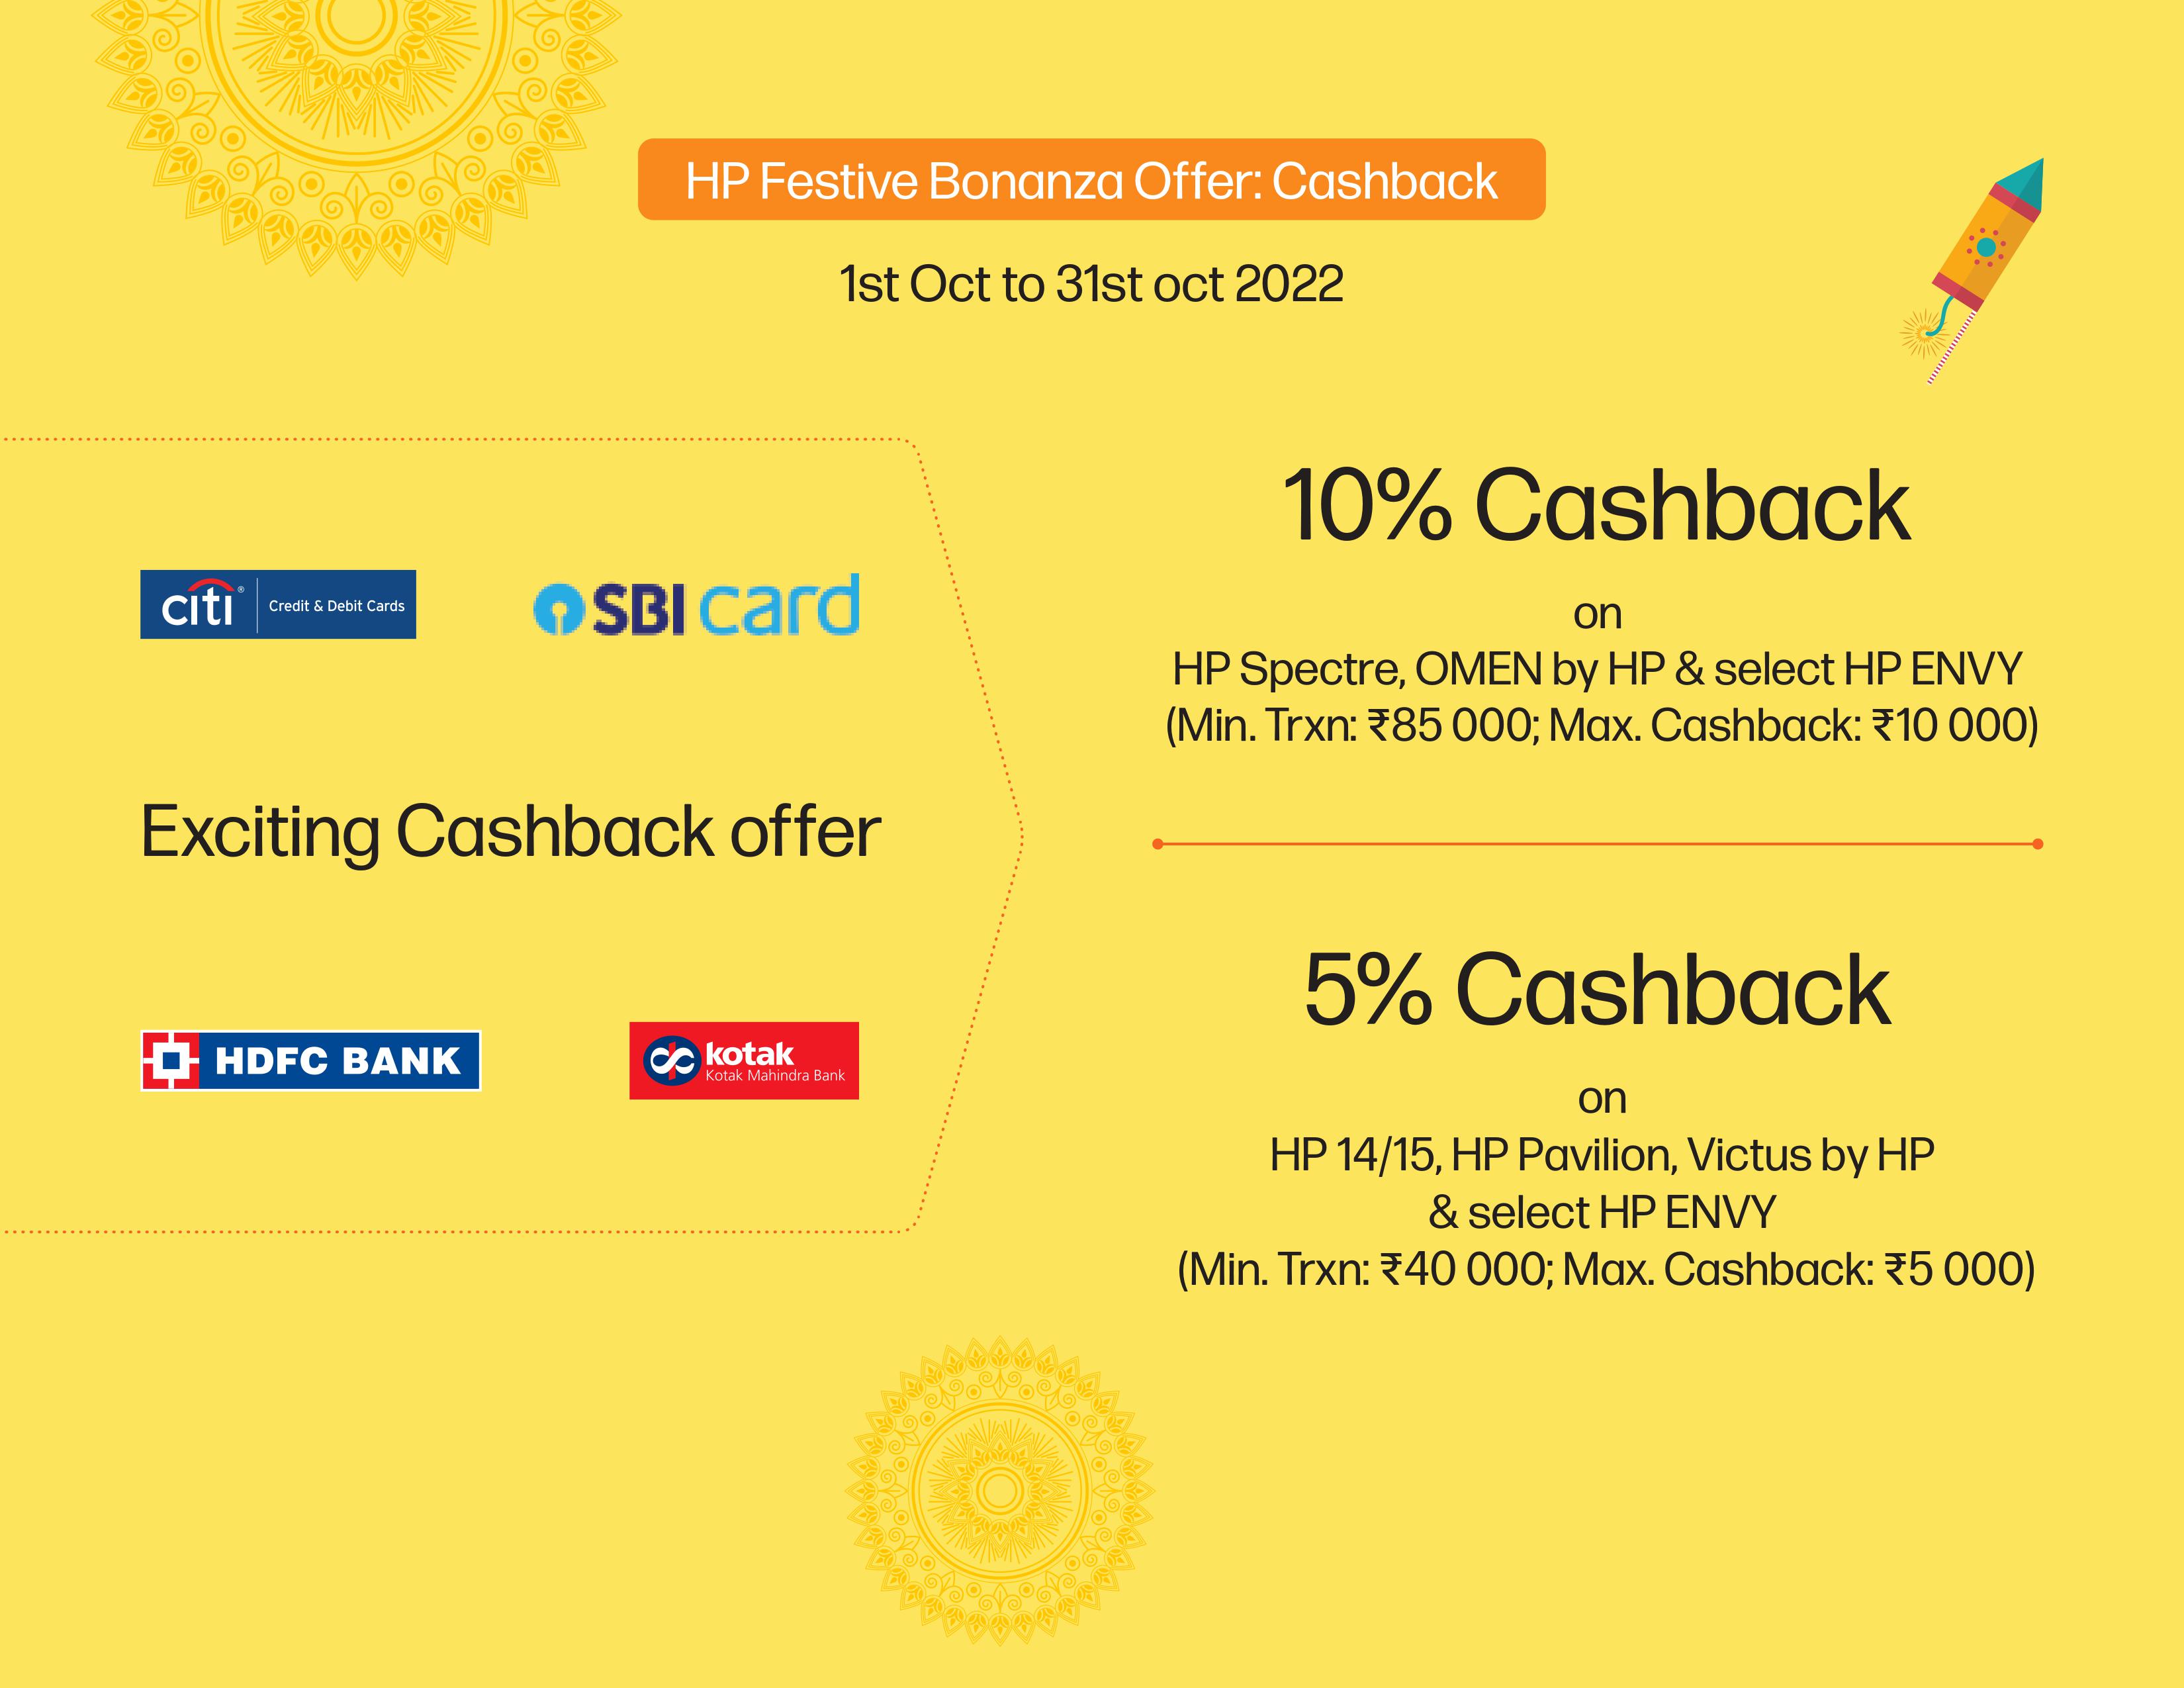 HP Festive Bonanza Offer: Cashback
1st Oct to 31st oct 2022
citi® Credit & Debit Cards
SBI card
Exciting Cashback offer
HDFC BANK
kotak
Kotak Mahindra Bank
10% Cashback
on
HP Spectre, OMEN by HP & select HP ENVY
(Min. Trxn: ₹85 000; Max. Cashback: ₹10 000)
5% Cashback
on
HP 14/15, HP Pavilion, Victus by HP
& select HP ENVY
(Min. Trxn: ₹40 000; Max. Cashback: ₹5 000)